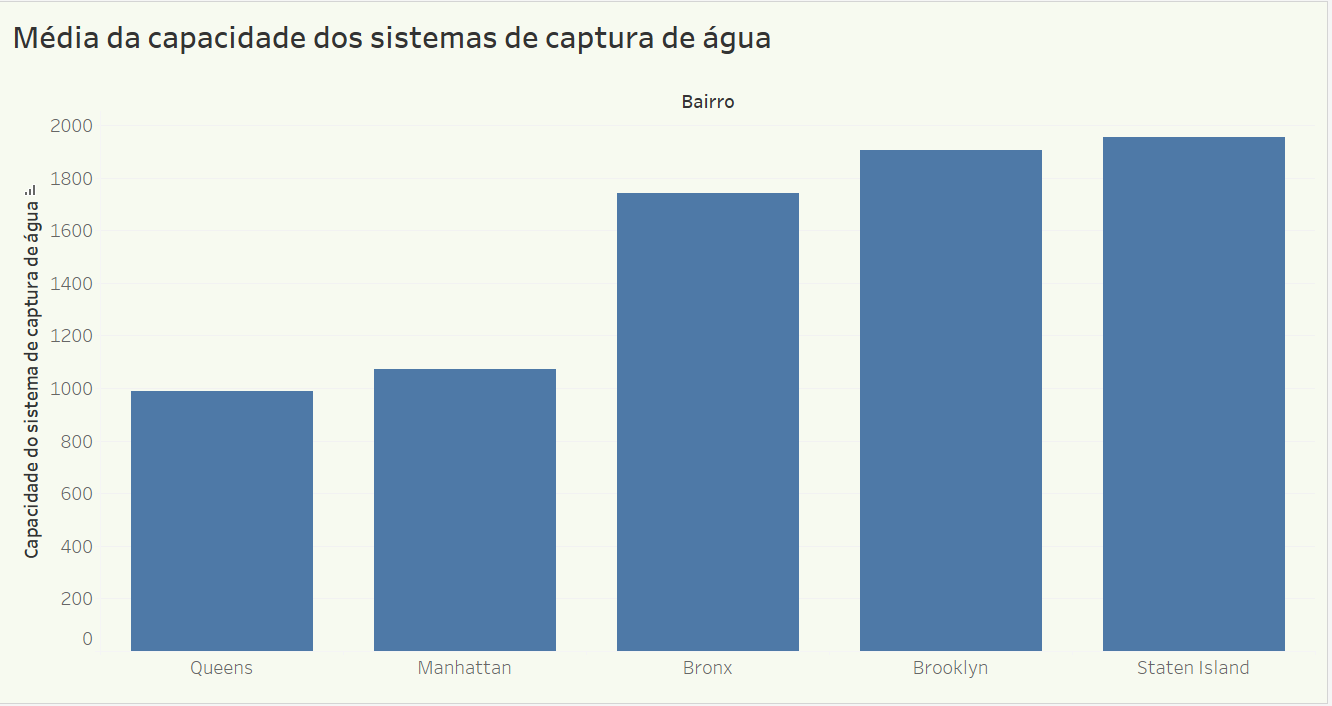 Média da capacidade dos sistemas de captura de água
Bairro
Capacidade do sistema de captura de água
2000
1800
1600
1400
1200
1000
800
600
400
200
0
Queens
Manhattan
Bronx
Brooklyn
Staten Island